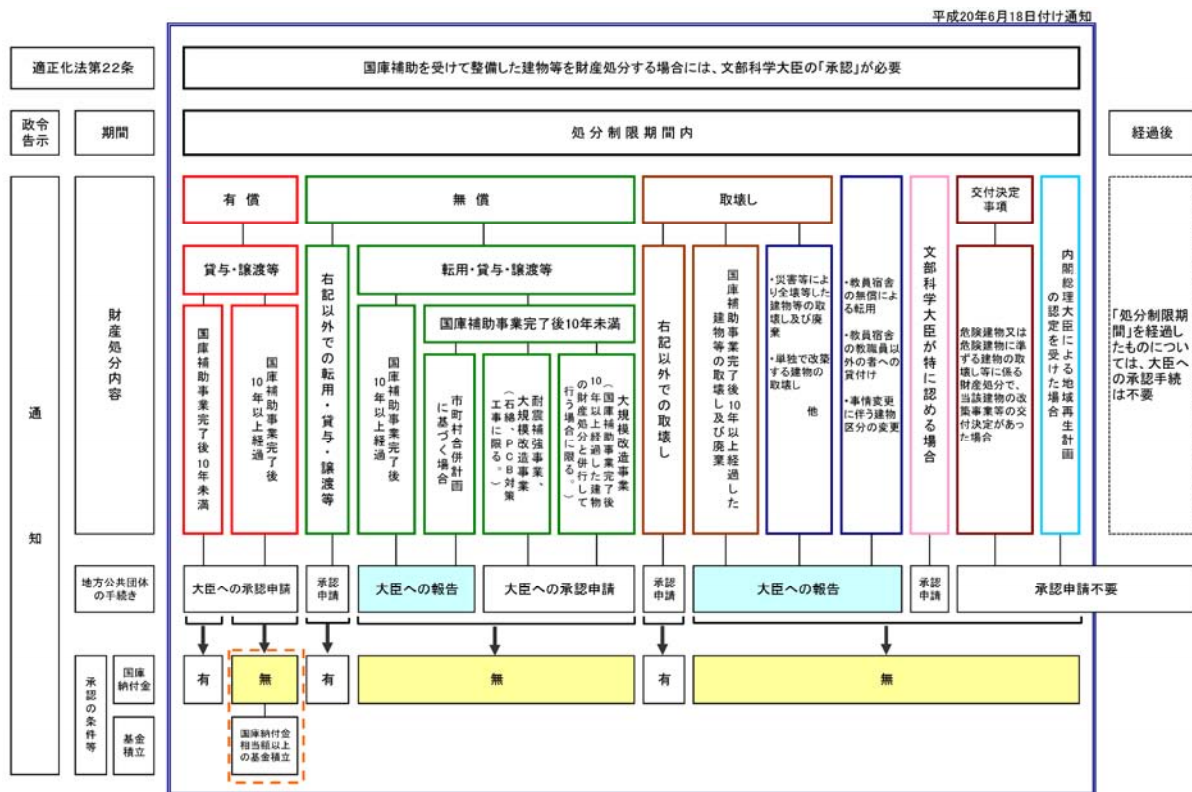 平成20年6月18日付け通知
適正化法第22条
国庫補助を受けて整備した建物等を財産処分する場合には、文部科学大臣の「承認」が必要
政令
告示
期間
処分制限期間内
経過後
通知
財産処分内容
有償
無償
取壊し
交付決定
事項
貸与・譲渡等
国庫補助事業完了後10年未満
国庫補助事業完了後
10年以上経過
右記以外での転用・貸与・譲渡等
転用・貸与・譲渡等
国庫補助事業完了後
10年以上経過
国庫補助事業完了後10年未満
市町村合併計画
に基づく場合
耐震補強事業、
大規模改造事業
(石綿、PCB対策
工事に限る。)
大規模改造事業
(国庫補助事業完了後
10年以上経過した建物
の財産処分と併行して
行う場合に限る。)
右記以外での取壊し
国庫補助事業完了後10年以上経過した
建物等の取壊し及び廃棄
・災害等によ
り全壊等した
建物等の取壊
し及び廃棄
・単独で改築
する建物の
取壊し
他
・教員宿舎
の無償によ
る転用
・教員宿舎
の教職員以
外の者への
貸付け
・事情変更
に伴う建物
区分の変更
文部科学大臣が特に認める場合
危険建物又は
危険建物に準
ずる建物の取
壊し等に係る
財産処分で、
当該建物の改
築事業等の交
付決定があっ
た場合
内閣総理大臣による地域再生計画
の認定を受けた場合
「処分制限期
間」を経過し
たものについ
ては、大臣へ
の承認手続
は不要
地方公共団体
の手続き
大臣への承認申請
承認
申請
大臣への報告
大臣への承認申請
承認
申請
大臣への報告
承認
申請
承認申請不要
承認の条件等
国庫
納付金
有
無
有
無
有
無
基金
積立
国庫納付金
相当額以上
の基金積立